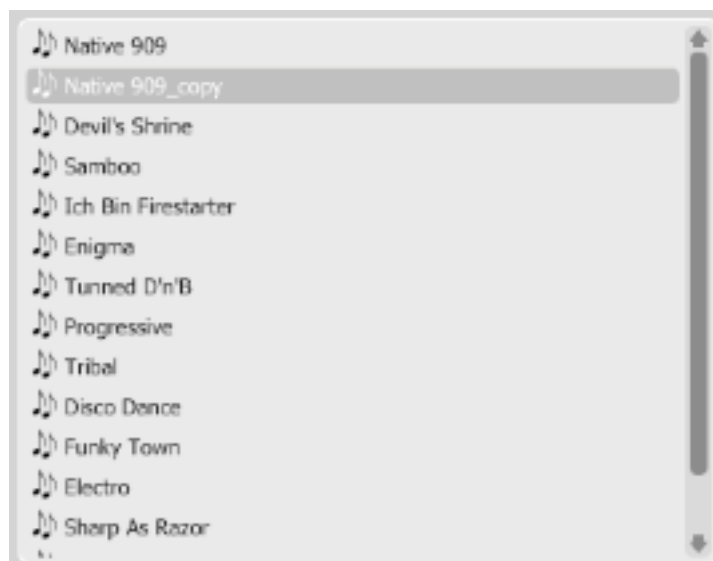 Native 909
Native 909_copy
Devil's Shrine
Samboo
Ich Bin Firestarter
Enigma
Tunned D'n'B
Progressive
Tribal
Disco Dance
Funky Town
Electro
Sharp As Razor